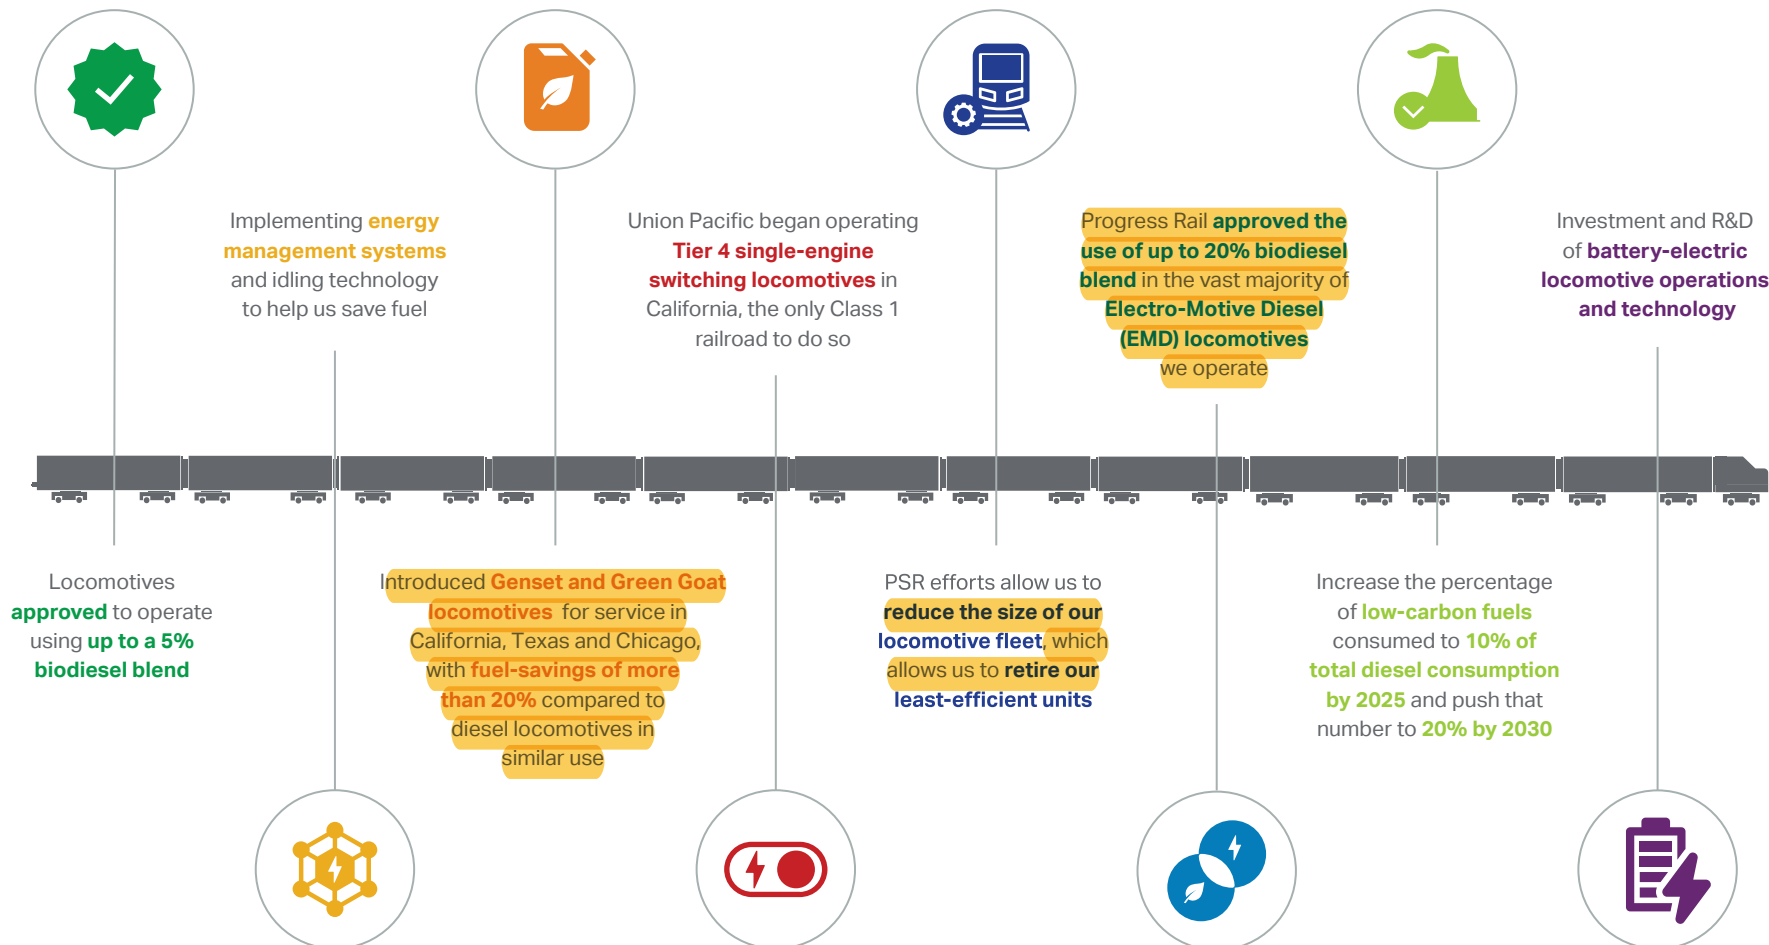 Implementing energy
management systems
and idling technology
to help us save fuel
Union Pacific began operating
Tier 4 single-engine
switching locomotives in
California, the only Class 1
railroad to do so
Progress Rail approved the
use of up to 20% biodiesel
blend in the vast majority of
Electro-Motive Diesel
(EMD) locomotives
we operate
Investment and R&D
of battery-electric
locomotive operations
and technology
Locomotives
approved to operate
using up to a 5%
biodiesel blend
Introduced Genset and Green Goat
locomotives for service in
California, Texas and Chicago,
with fuel-savings of more
than 20% compared to
diesel locomotives in
similar use
PSR efforts allow us to
reduce the size of our
locomotive fleet, which
allows us to retire our
least-efficient units
Increase the percentage
of low-carbon fuels
consumed to 10% of
total diesel consumption
by 2025 and push that
number to 20% by 2030